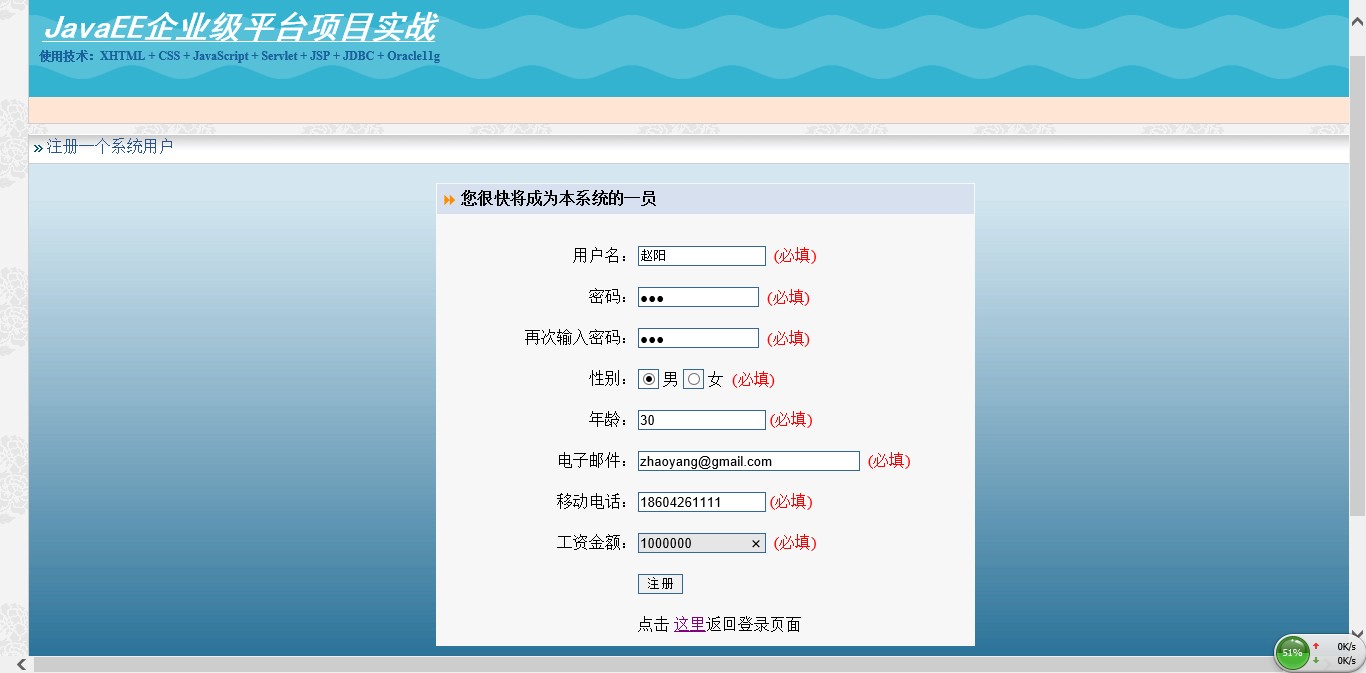 JavaEE企业级平台项目实战
使用技术：XHTML + CSS + JavaScript + Servlet + JSP + JDBC + Oracle11g
» 注册一个系统用户
您很快将成为本系统的一员
用户名： 赵阳 (必填)
密码： ●●● (必填)
再次输入密码： ●●● (必填)
性别： 男 女 (必填)
年龄： 30 (必填)
电子邮件： zhaoyang@gmail.com (必填)
移动电话： 18604261111 (必填)
工资金额： 1000000 × (必填)
注册
点击 这里返回登录页面
51% 0K/s
0K/s